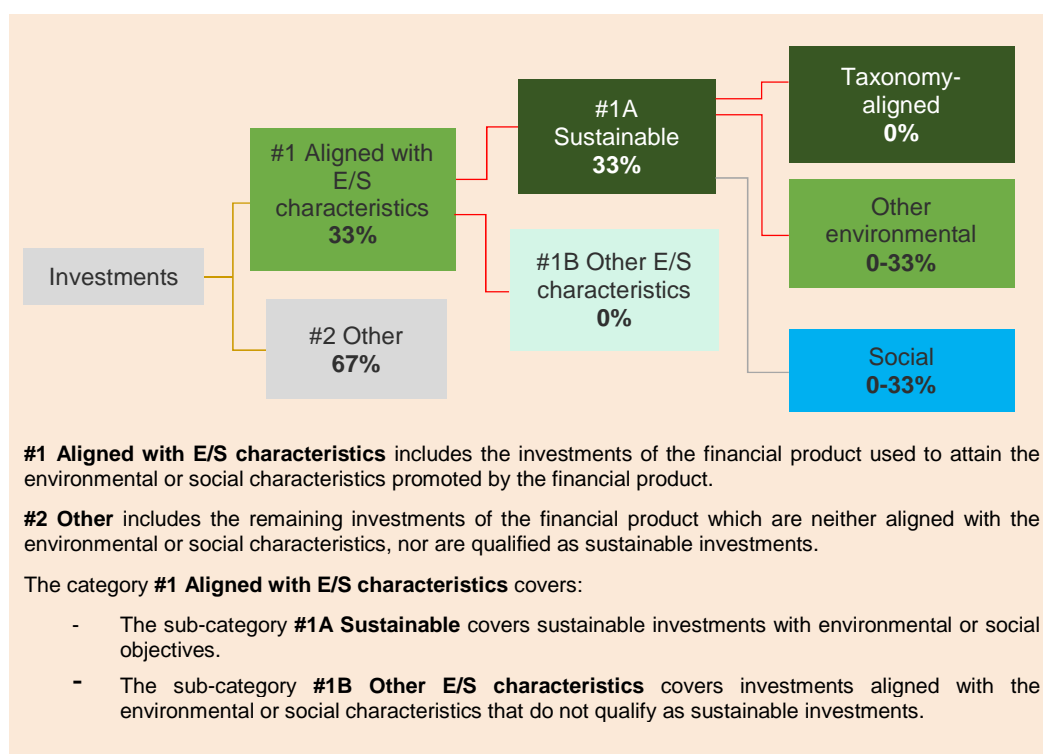 Investments
#1 Aligned with
E/S
characteristics
33%
#2 Other
67%
#1A
Sustainable
33%
#1B Other E/S
characteristics
0%
Taxonomy-
aligned
0%
Other
environmental
0-33%
Social
0-33%
#1 Aligned with E/S characteristics includes the investments of the financial product used to attain the
environmental or social characteristics promoted by the financial product.
#2 Other includes the remaining investments of the financial product which are neither aligned with the
environmental or social characteristics, nor are qualified as sustainable investments.
The category #1 Aligned with E/S characteristics covers:
- The sub-category #1A Sustainable covers sustainable investments with environmental or social
objectives.
- The sub-category #1B Other E/S characteristics covers investments aligned with the
environmental or social characteristics that do not qualify as sustainable investments.